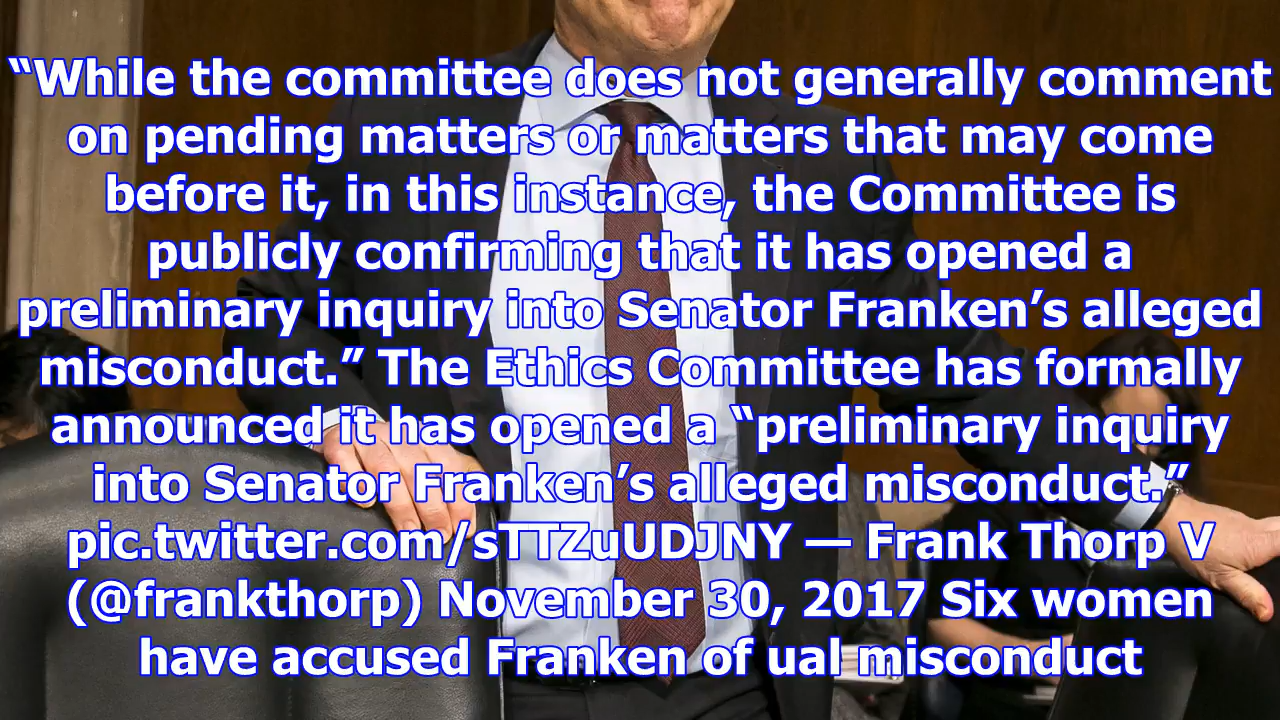 “While the committee does not generally comment
on pending matters or matters that may come
before it, in this instance, the Committee is
publicly confirming that it has opened a
preliminary inquiry into Senator Franken’s alleged
misconduct.” The Ethics Committee has formally
announced it has opened a “preliminary inquiry
into Senator Franken’s alleged misconduct.”
pic.twitter.com/sTTZuUDJNY — Frank Thorp V
(@frankthorp) November 30, 2017 Six women
have accused Franken of ual misconduct